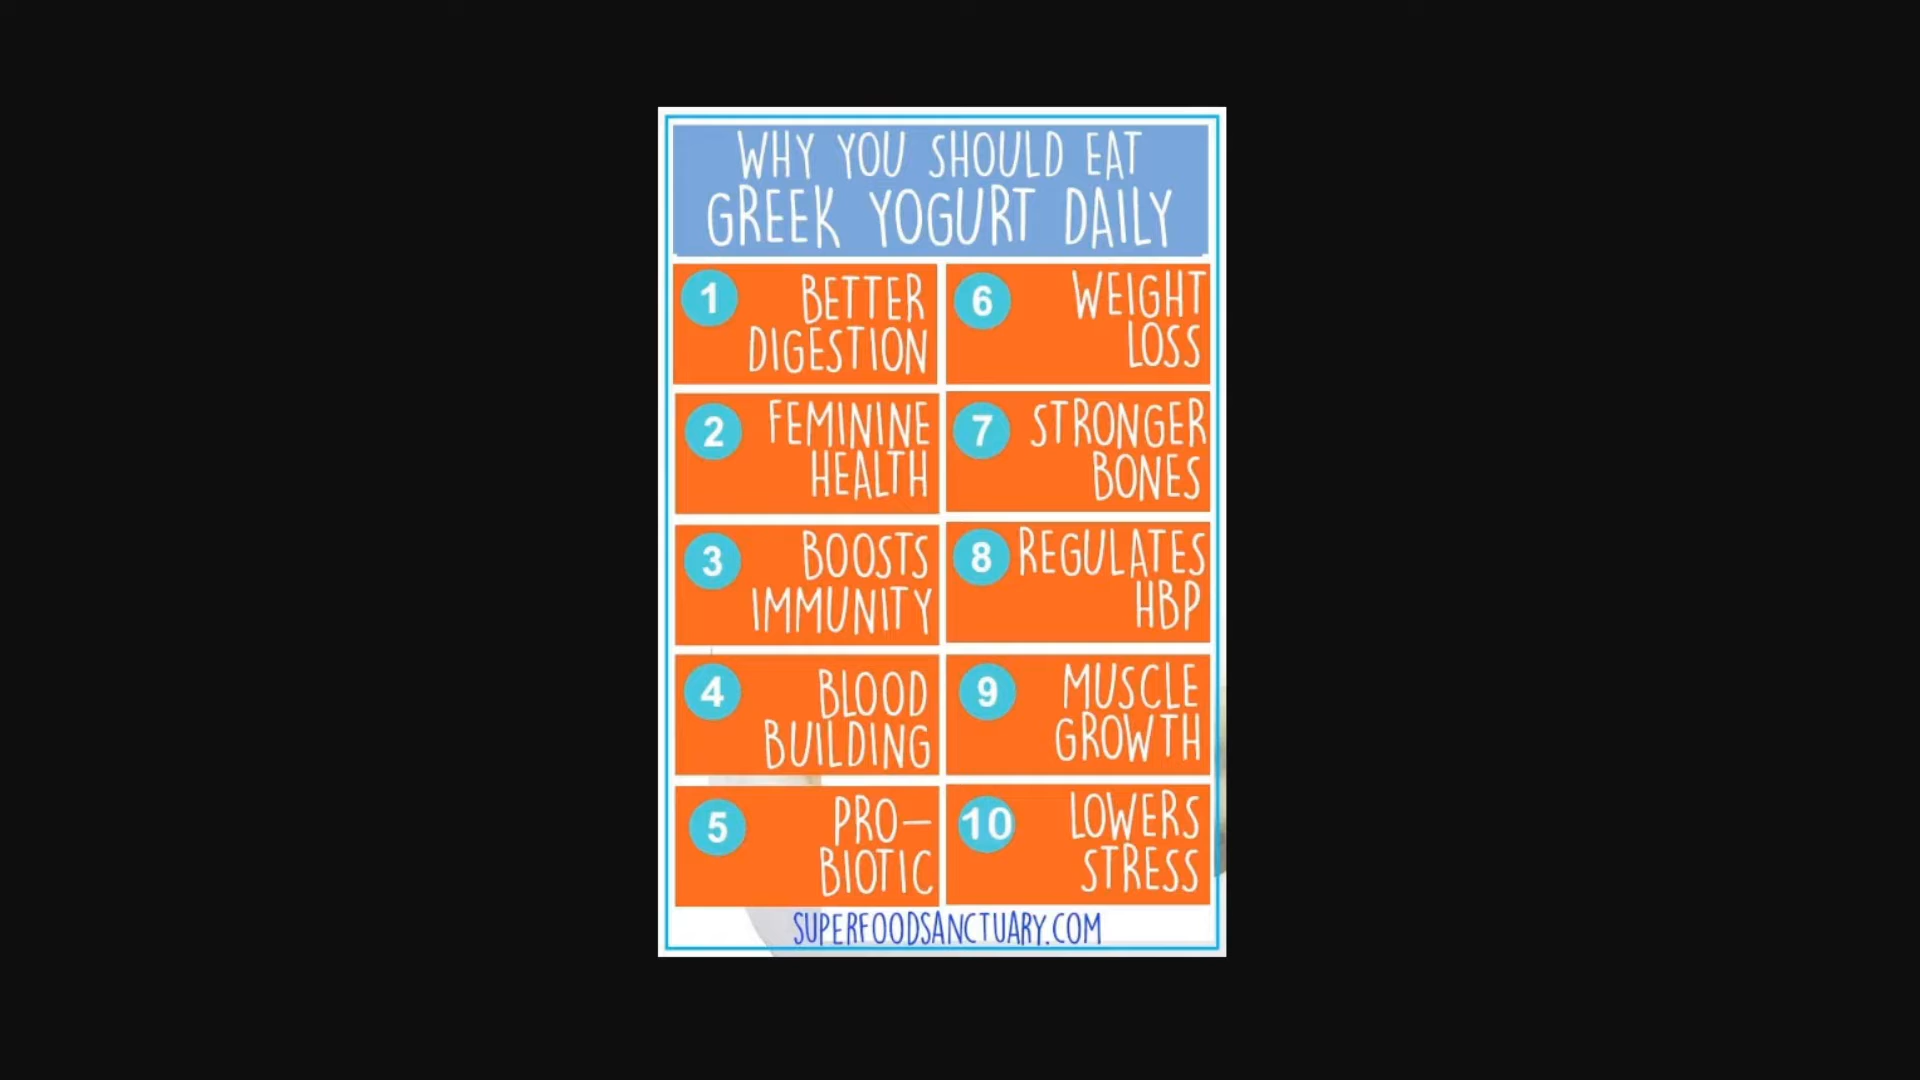 WHY YOU SHOULD EAT
GREEK YOGURT DAILY
1
BETTER
DIGESTION
2
FEMININE
HEALTH
3
BOOSTS
IMMUNITY
4
BLOOD
BUILDING
5
PRO-
BIOTIC
6
WEIGHT
LOSS
7
STRONGER
BONES
8
REGULATES
HBP
9
MUSCLE
GROWTH
10
LOWERS
STRESS
SUPERFOODSANCTUARY.COM